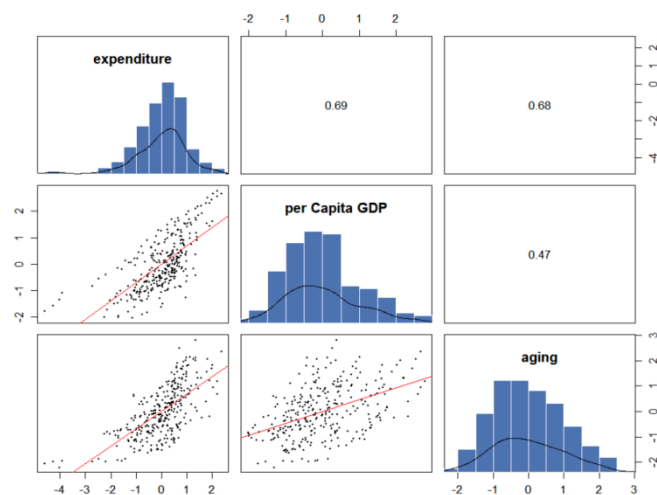 -2 -1 0 1 2
expenditure
0.69
0.68
-4 -2 0 1 2
per Capita GDP
0.47
-2 -1 0 1 2
aging
-2 -1 0 1 2 3
-4 -3 -2 -1 0 1 2
-2 -1 0 1 2 3